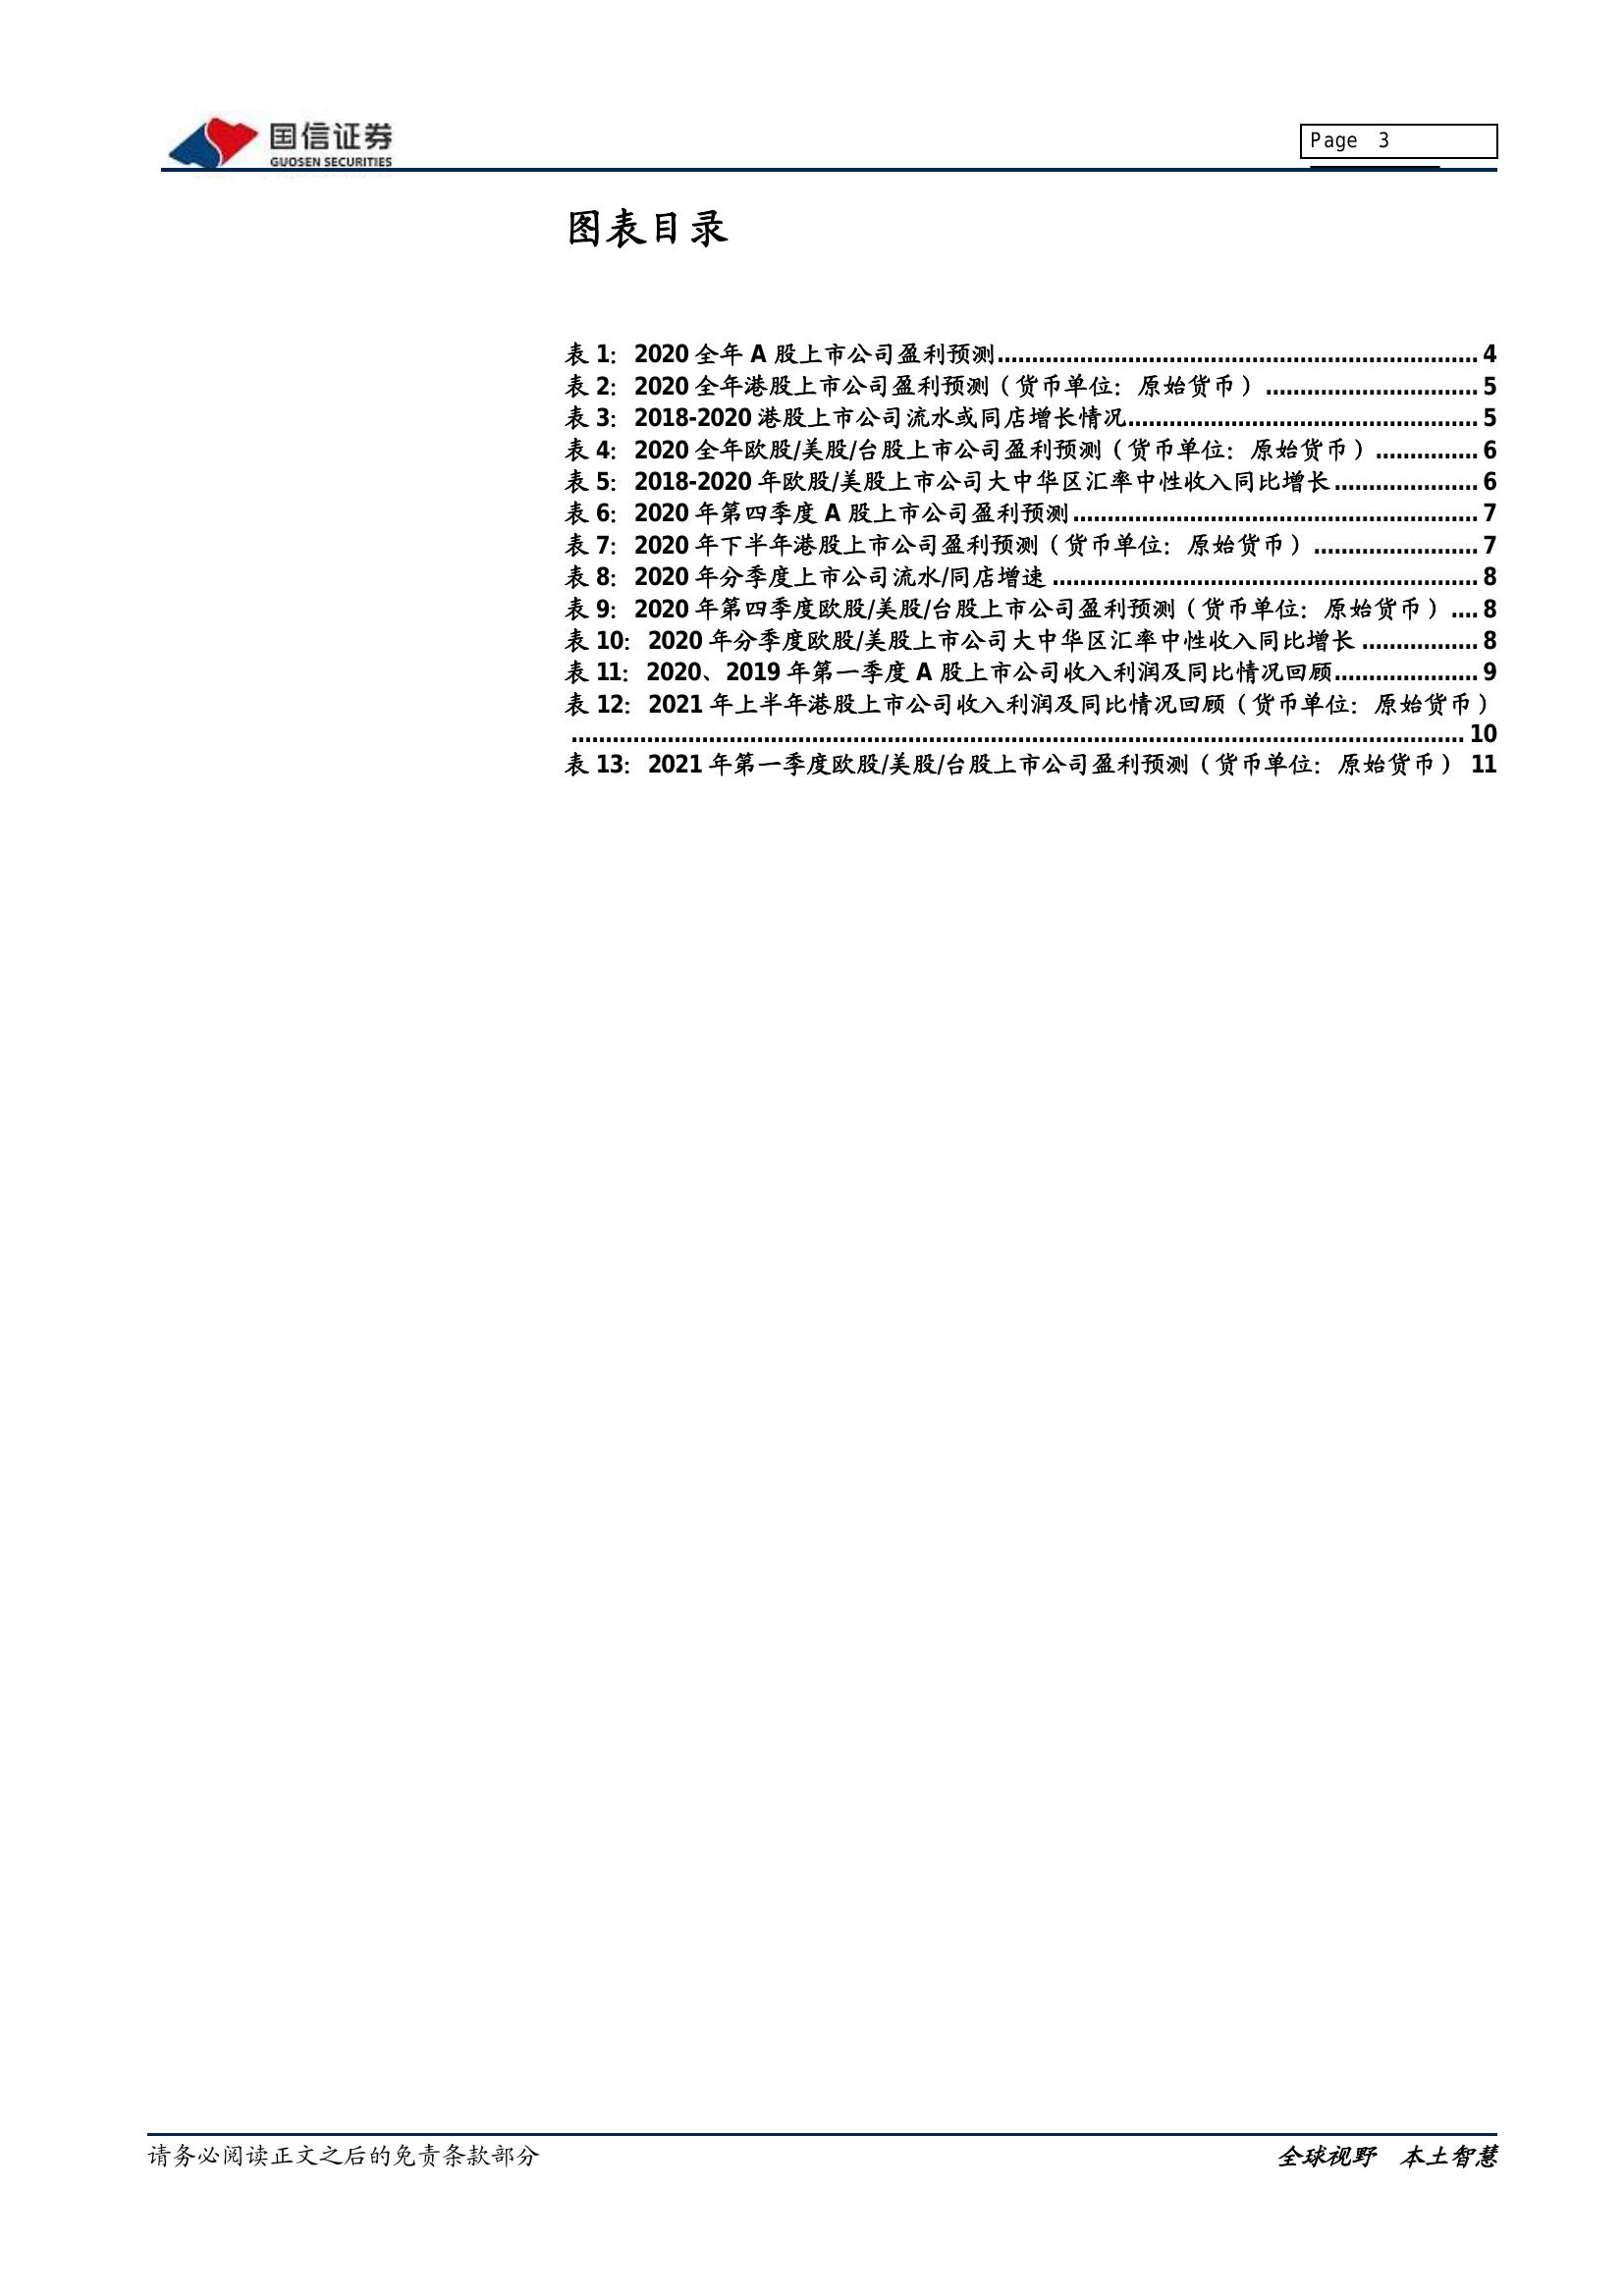 国信证券
GUOSEN SECURITIES
Page 3
图表目录
表 1：2020 全年 A 股上市公司盈利预测...................................................................... 4
表 2：2020 全年港股上市公司盈利预测（货币单位：原始货币）............................... 5
表 3：2018-2020 港股上市公司流水或同店增长情况................................................... 5
表 4：2020 全年欧股/美股/台股上市公司盈利预测（货币单位：原始货币）............... 6
表 5：2018-2020 年欧股/美股上市公司大中华区汇率中性收入同比增长..................... 6
表 6：2020 年第四季度 A 股上市公司盈利预测........................................................... 7
表 7：2020 年下半年港股上市公司盈利预测（货币单位：原始货币）........................ 7
表 8：2020 年分季度上市公司流水/同店增速.............................................................. 8
表 9：2020 年第四季度欧股/美股/台股上市公司盈利预测（货币单位：原始货币）.... 8
表 10：2020 年分季度欧股/美股上市公司大中华区汇率中性收入同比增长................. 8
表 11：2020、2019 年第一季度 A 股上市公司收入利润及同比情况回顾..................... 9
表 12：2021 年上半年港股上市公司收入利润及同比情况回顾（货币单位：原始货币）
.................................................................................................................................. 10
表 13：2021 年第一季度欧股/美股/台股上市公司盈利预测（货币单位：原始货币） 11
请务必阅读正文之后的免责条款部分
全球视野 本土智慧